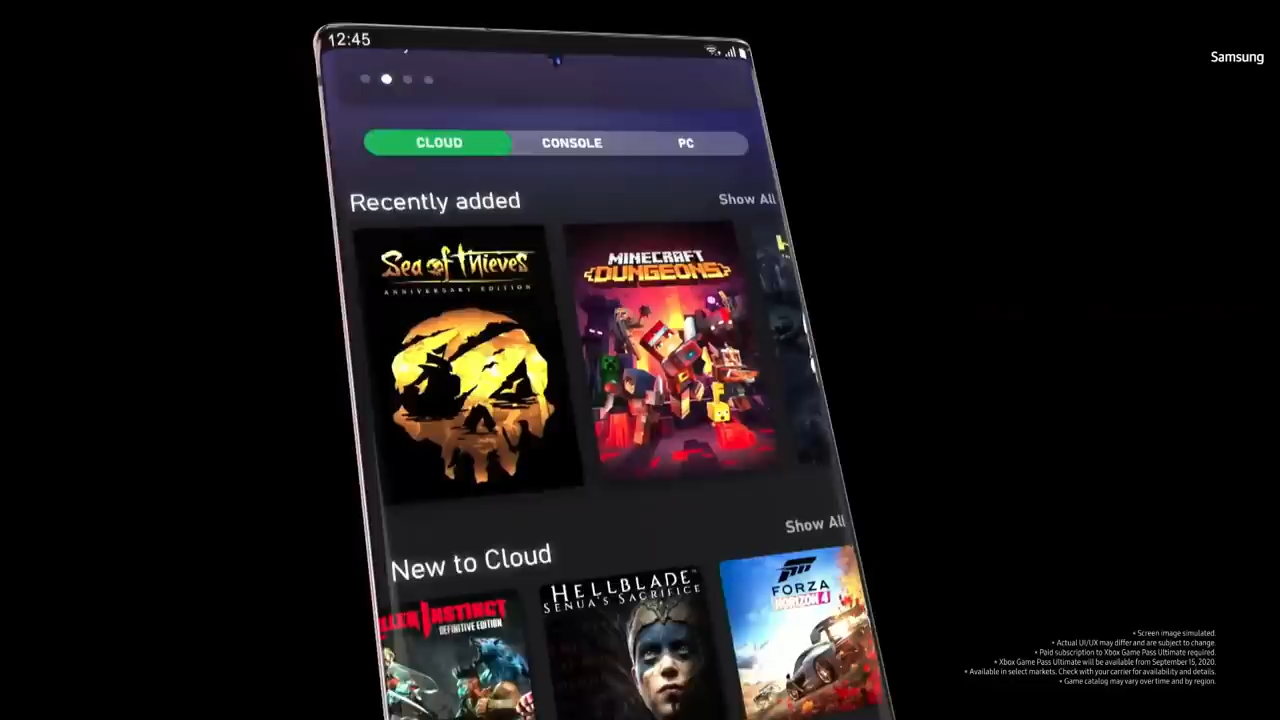 12:45
Samsung
CLOUD
CONSOLE
PC
Recently added
Show All
Sea of Thieves
ANNIVERSARY EDITION
MINECRAFT
DUNGEONS
New to Cloud
Show All
LLER INSTINCT
DEFINITIVE EDITION
HELLBLADE
SENUA'S SACRIFICE
FORZA
HORIZON 4
• Screen image simulated.
• Actual UI/UX may differ and are subject to change.
• Paid subscription to Xbox Game Pass Ultimate required.
• Xbox Game Pass Ultimate will be available from September 15, 2020.
• Available in select markets. Check with your carrier for availability and details.
• Game catalog may vary over time and by region.